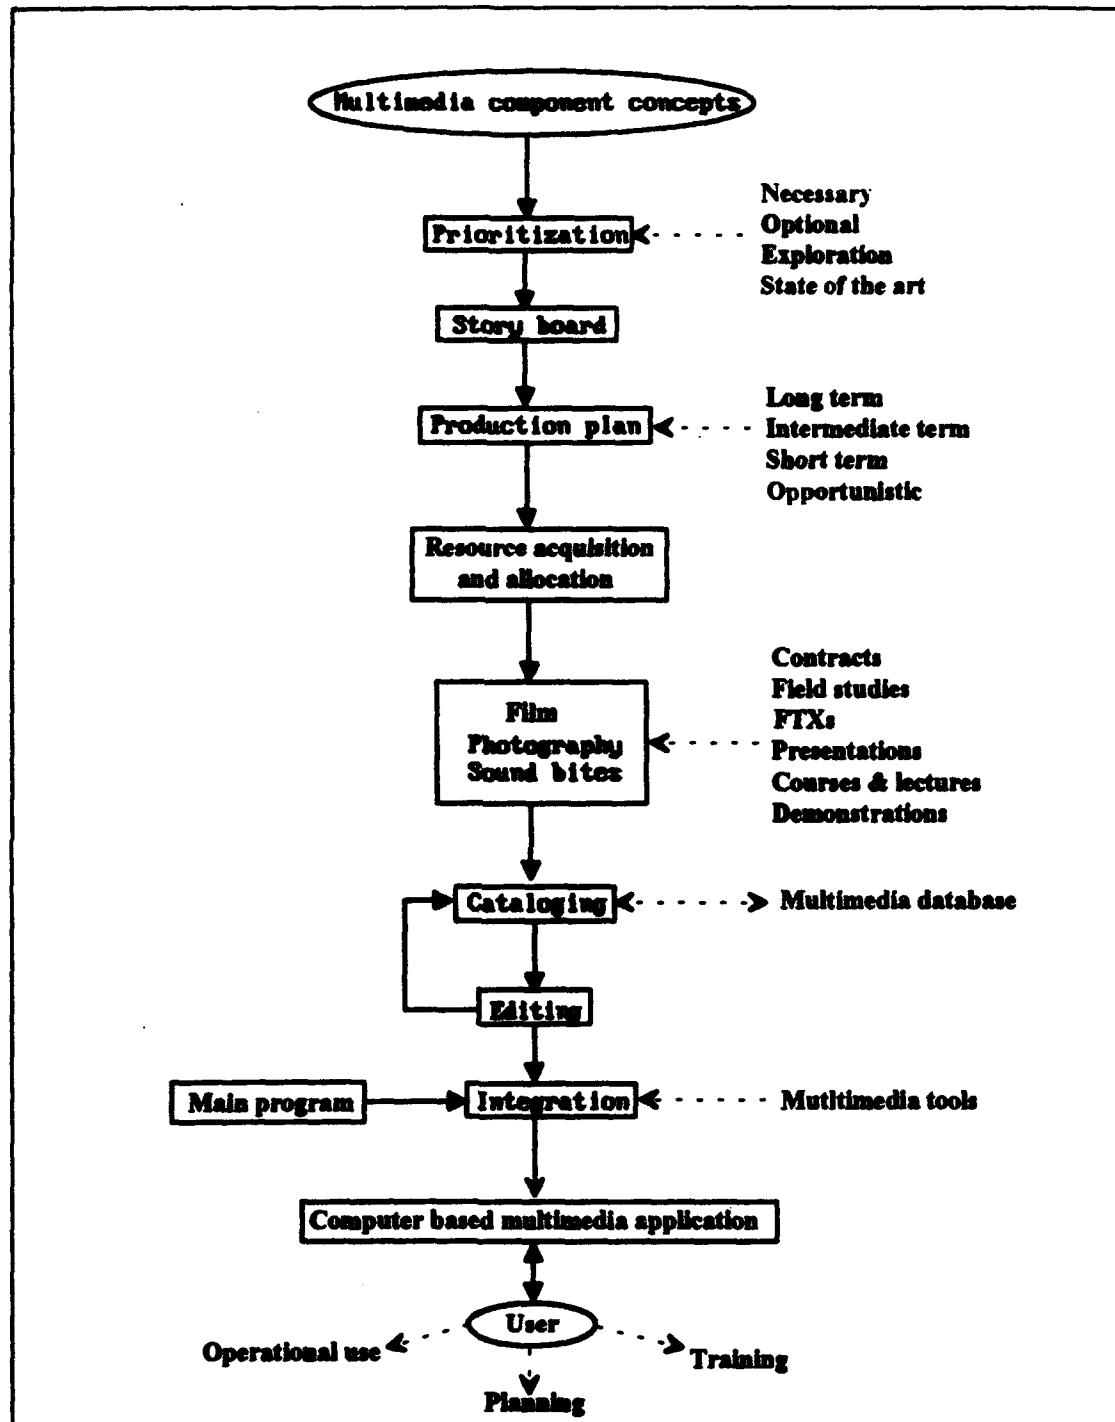 Multimedia component concepts
Necessary
Prioritization
Optional
Exploration
State of the art
Story board
Long term
Production plan
Intermediate term
Short term
Opportunistic
Resource acquisition
and allocation
Contracts
Field studies
Film
FTXs
Photography
Presentations
Sound bites
Courses & lectures
Demonstrations
Cataloging
Multimedia database
Editing
Main program
Integration
Mutltimedia tools
Computer based multimedia application
User
Operational use
Training
Planning